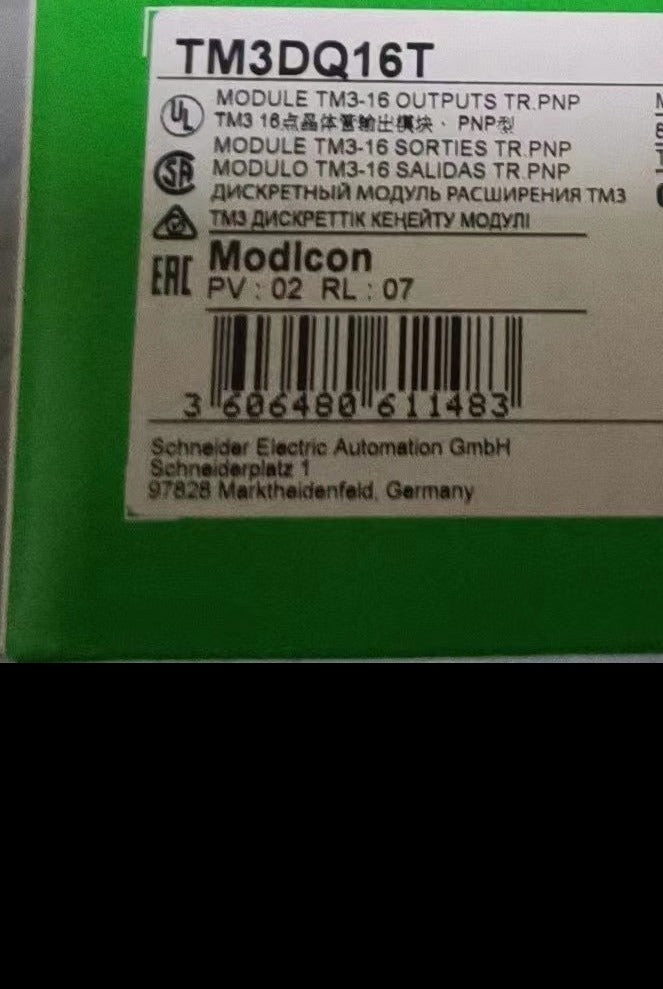 TM3DQ16T
UL
MODULE TM3-16 OUTPUTS TR.PNP
TM3 16点晶体管输出模块、PNP型
MODULE TM3-16 SORTIES TR.PNP
SA
MODULO TM3-16 SALIDAS TR.PNP
ДИСКРЕТНЫЙ МОДУЛЬ РАСШИРЕНИЯ ТМ3
ТМ3 ДИСКРЕТТІК КЕҢЕЙТУ МОДУЛІ
EAC
Modicon
PV : 02 RL : 07
3 606480 611483
Schneider Electric Automation GmbH
Schneiderplatz 1
97828 Marktheidenfeld, Germany